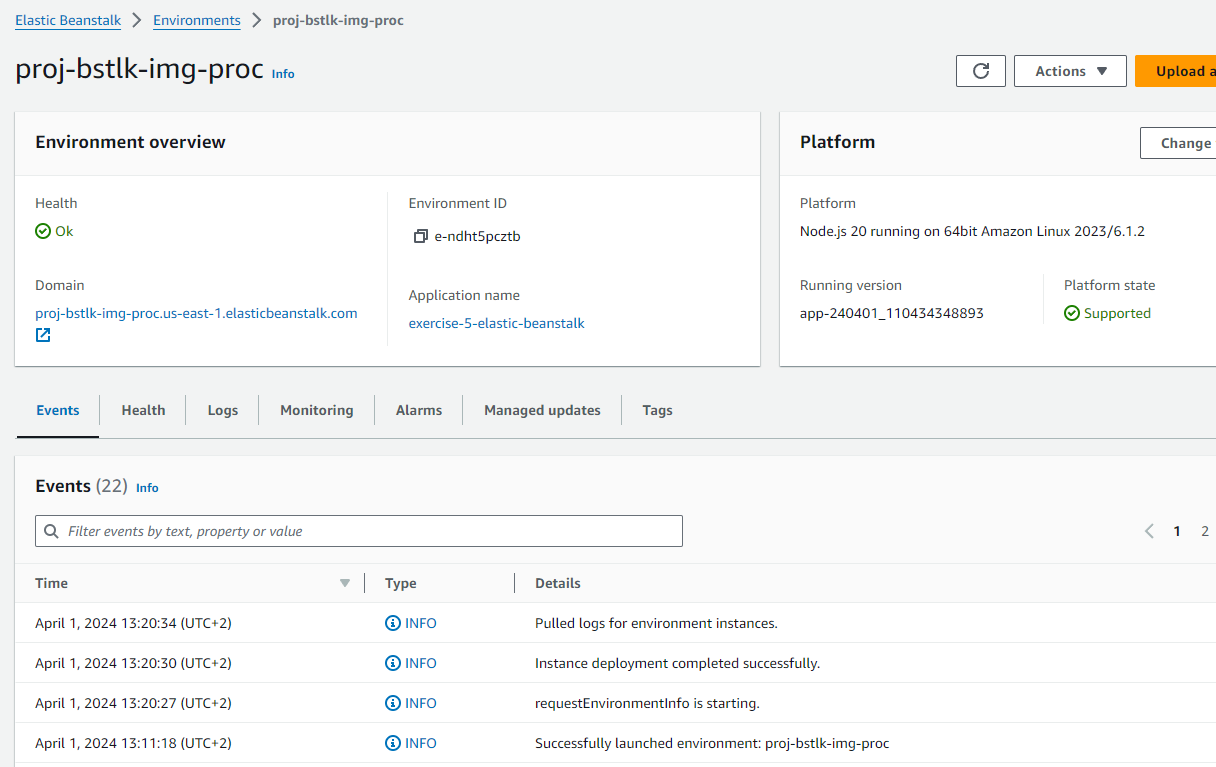 Elastic Beanstalk > Environments > proj-bstlk-img-proc
proj-bstlk-img-proc Info
Actions
Upload a
Environment overview
Health
Ok
Domain
proj-bstlk-img-proc.us-east-1.elasticbeanstalk.com
Environment ID
e-ndht5pcztb
Application name
exercise-5-elastic-beanstalk
Platform
Change
Platform
Node.js 20 running on 64bit Amazon Linux 2023/6.1.2
Running version
app-240401_110434348893
Platform state
Supported
Events Health Logs Monitoring Alarms Managed updates Tags
Events (22) Info
Filter events by text, property or value
1 2
Time Type Details
April 1, 2024 13:20:34 (UTC+2) INFO Pulled logs for environment instances.
April 1, 2024 13:20:30 (UTC+2) INFO Instance deployment completed successfully.
April 1, 2024 13:20:27 (UTC+2) INFO requestEnvironmentInfo is starting.
April 1, 2024 13:11:18 (UTC+2) INFO Successfully launched environment: proj-bstlk-img-proc